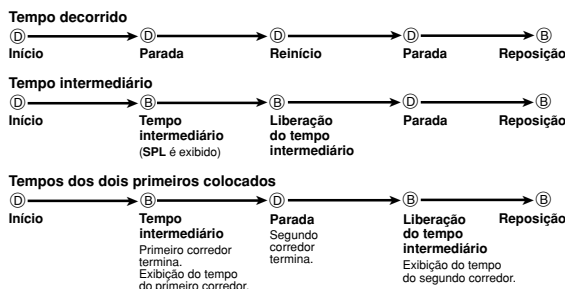 Tempo decorrido
Ⓓ Ⓓ Ⓓ Ⓓ Ⓑ
Início Parada Reinício Parada Reposição
Tempo intermediário
Ⓓ Ⓑ Ⓑ Ⓓ Ⓑ
Início Tempo Liberação Parada Reposição
intermediário do tempo
(SPL é exibido) intermediário
Tempos dos dois primeiros colocados
Ⓓ Ⓑ Ⓓ Ⓑ Ⓑ
Início Tempo Parada Liberação Reposição
intermediário Segundo do tempo
Primeiro corredor corredor intermediário
termina. termina. Exibição do tempo
Exibição do tempo do segundo corredor.
do primeiro corredor.